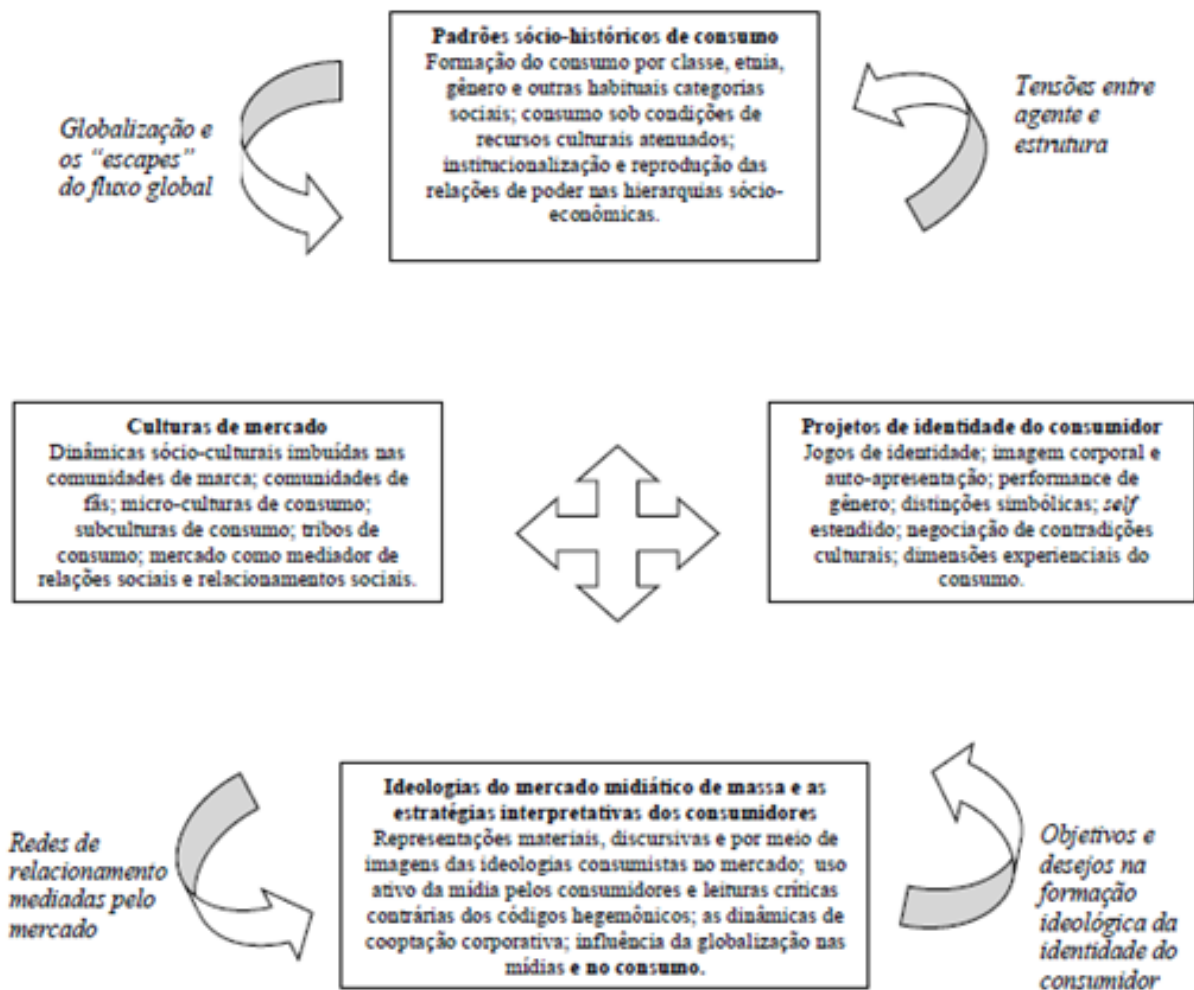 Padrões sócio-históricos de consumo
Formação do consumo por classe, etnia,
gênero e outras habituais categorias
sociais; consumo sob condições de
recursos culturais atenuados;
institucionalização e reprodução das
relações de poder nas hierarquias sócio-
econômicas.
Globalização e
os “escapes”
do fluxo global
Tensões entre
agente e
estrutura
Culturas de mercado
Dinâmicas sócio-culturais imbuídas nas
comunidades de marca; comunidades de
fãs; micro-culturas de consumo;
subculturas de consumo; tribos de
consumo; mercado como mediador de
relações sociais e relacionamentos sociais.
Projetos de identidade do consumidor
Jogos de identidade; imagem corporal e
auto-apresentação; performance de
gênero; distinções simbólicas; self
estendido; negociação de contradições
culturais; dimensões experienciais do
consumo.
Ideologias do mercado midiático de massa e as
estratégias interpretativas dos consumidores
Representações materiais, discursivas e por meio de
imagens das ideologias consumistas no mercado; uso
ativo da mídia pelos consumidores e leituras críticas
contrárias dos códigos hegemônicos; as dinâmicas de
cooptação corporativa; influência da globalização nas
mídias e no consumo.
Redes de
relacionamento
mediadas pelo
mercado
Objetivos e
desejos na
formação
ideológica da
identidade do
consumidor